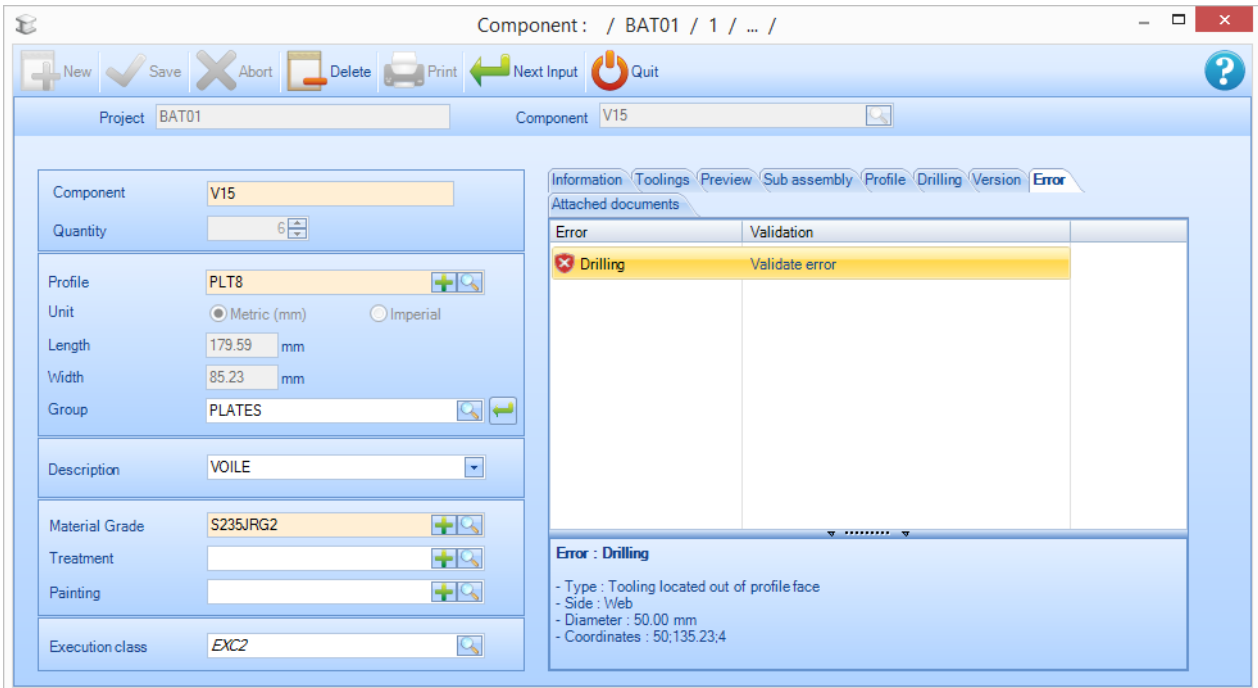 Component : / BAT01 / 1 / ... /
New Save Abort Delete Print Next Input Quit ?
Project BAT01 Component V15
Component V15
Quantity 6
Profile PLT8
Unit Metric (mm) Imperial
Length 179.59 mm
Width 85.23 mm
Group PLATES
Description VOILE
Material Grade S235JRG2
Treatment
Painting
Execution class EXC2
Information Toolings Preview Sub assembly Profile Drilling Version Error
Attached documents
Error Validation
Drilling Validate error
Error : Drilling
- Type : Tooling located out of profile face
- Side : Web
- Diameter : 50.00 mm
- Coordinates : 50;135.23;4